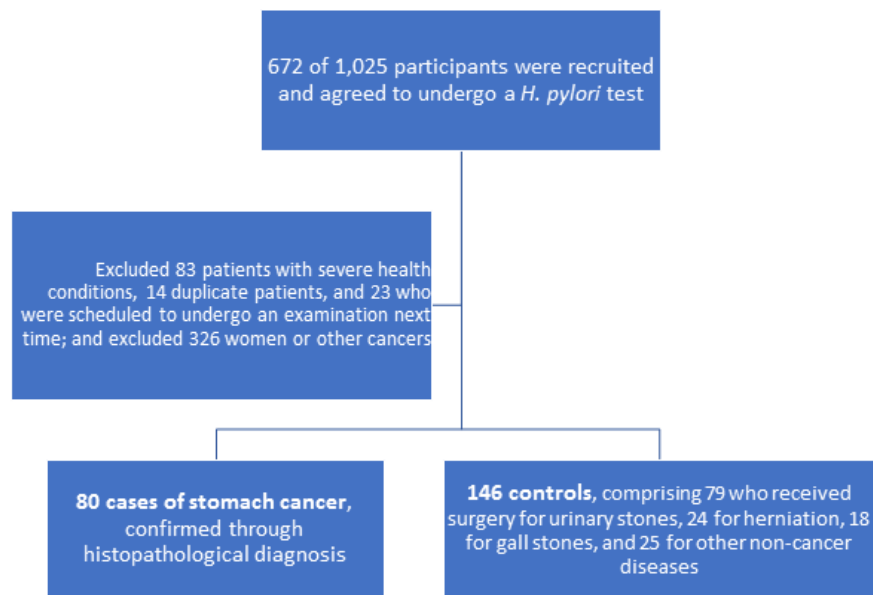 672 of 1,025 participants were recruited
and agreed to undergo a H. pylori test
Excluded 83 patients with severe health
conditions, 14 duplicate patients, and 23 who
were scheduled to undergo an examination next
time; and excluded 326 women or other cancers
80 cases of stomach cancer,
confirmed through
histopathological diagnosis
146 controls, comprising 79 who received
surgery for urinary stones, 24 for herniation, 18
for gall stones, and 25 for other non-cancer
diseases